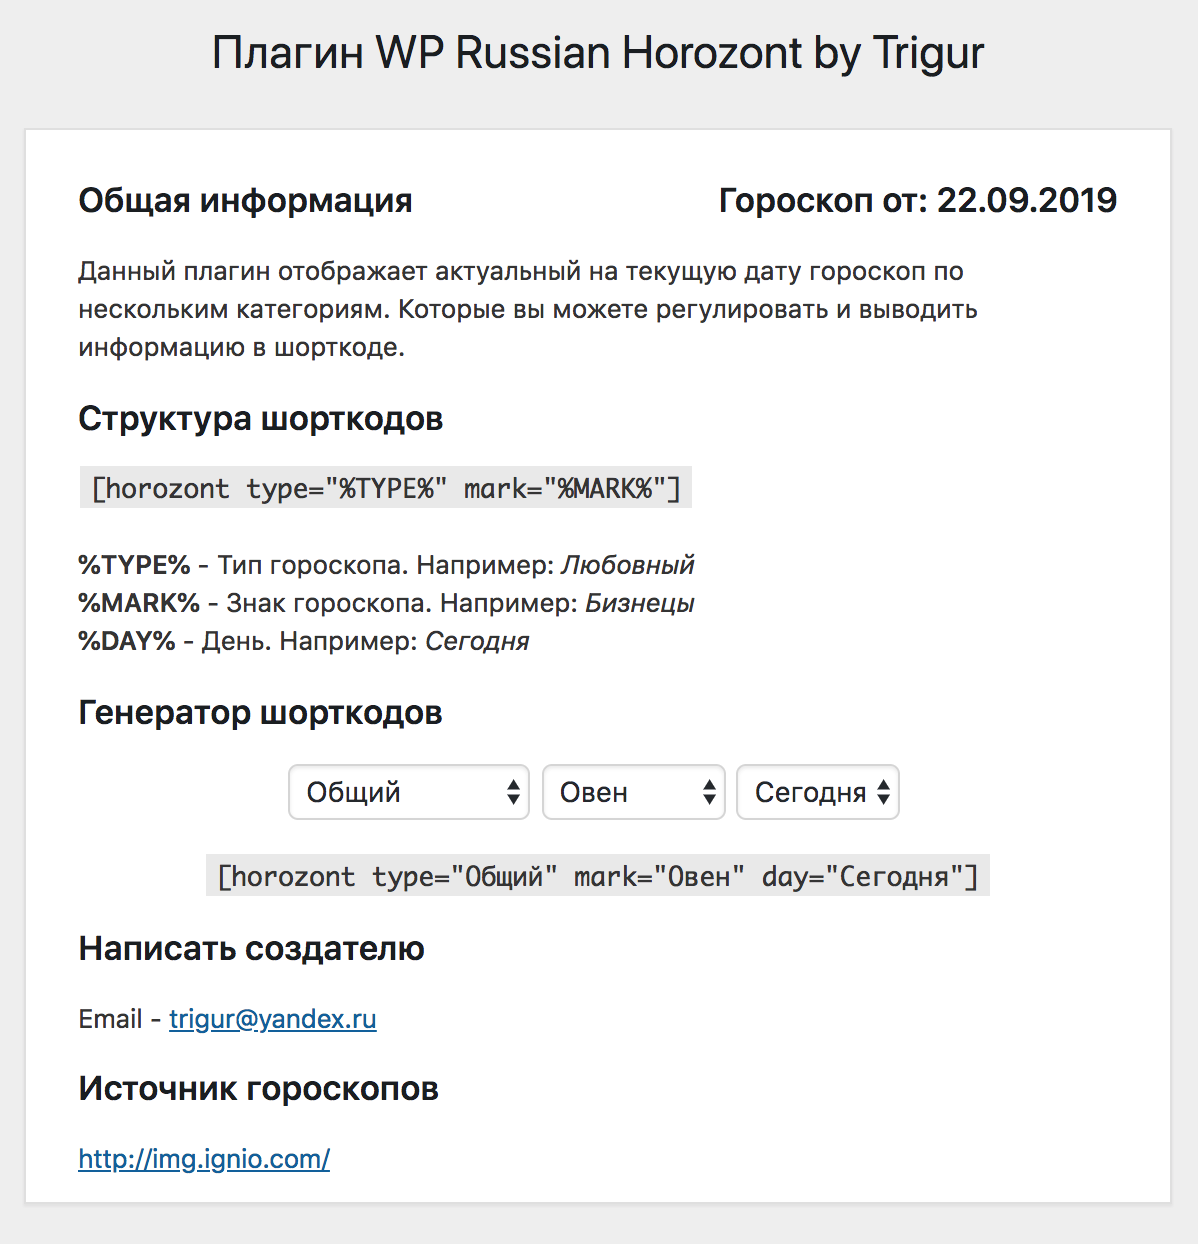 Плагин WP Russian Horozont by Trigur
Общая информация
Гороскоп от: 22.09.2019
Данный плагин отображает актуальный на текущую дату гороскоп по
нескольким категориям. Которые вы можете регулировать и выводить
информацию в шорткоде.
Структура шорткодов
[horozont type="%TYPE%" mark="%MARK%"]
%TYPE% - Тип гороскопа. Например: Любовный
%MARK% - Знак гороскопа. Например: Бизнецы
%DAY% - День. Например: Сегодня
Генератор шорткодов
Общий Овен Сегодня
[horozont type="Общий" mark="Овен" day="Сегодня"]
Написать создателю
Email - trigur@yandex.ru
Источник гороскопов
http://img.ignio.com/